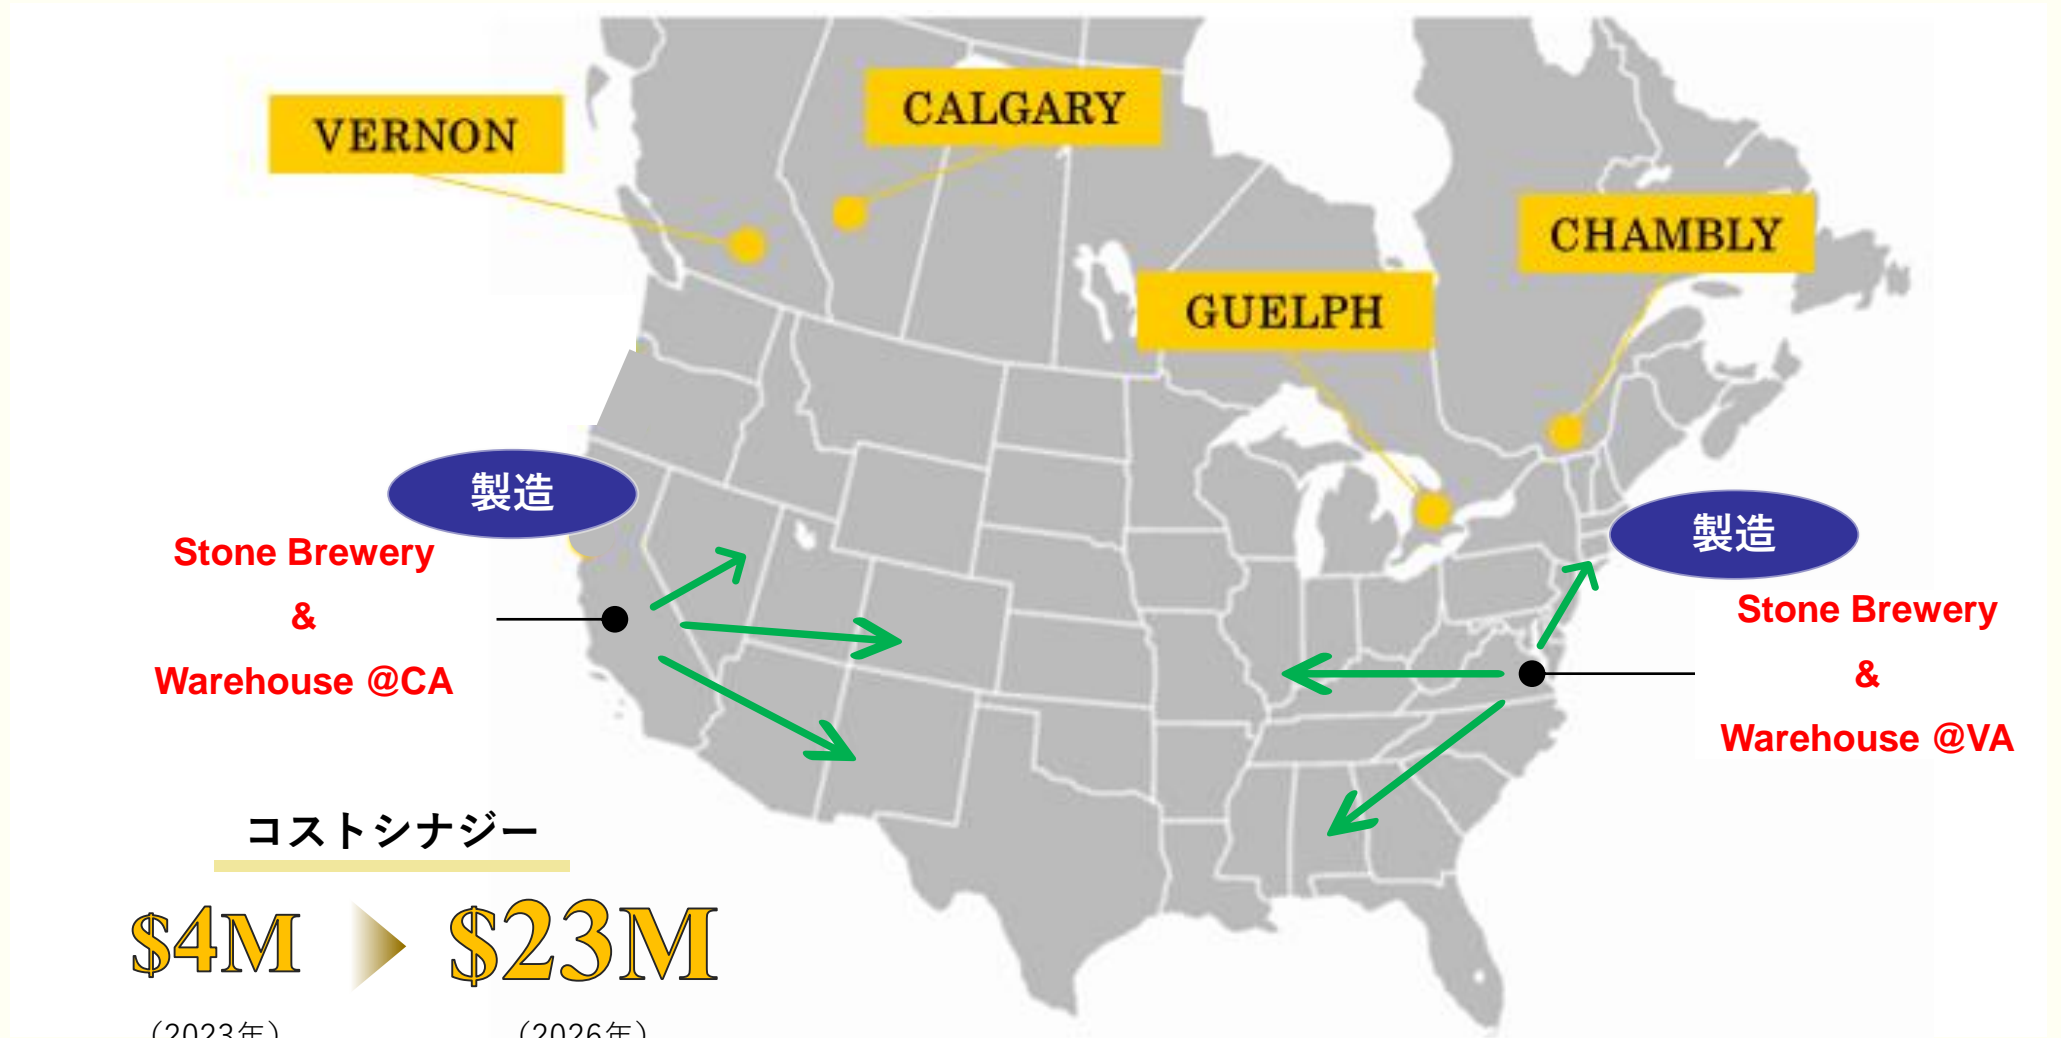 CALGARY
VERNON
CHAMBLY
GUELPH
製造
Stone Brewery
&
Warehouse @CA
製造
Stone Brewery
&
Warehouse @VA
コストシナジー
$4M
$23M
（2023年）
（2026年）